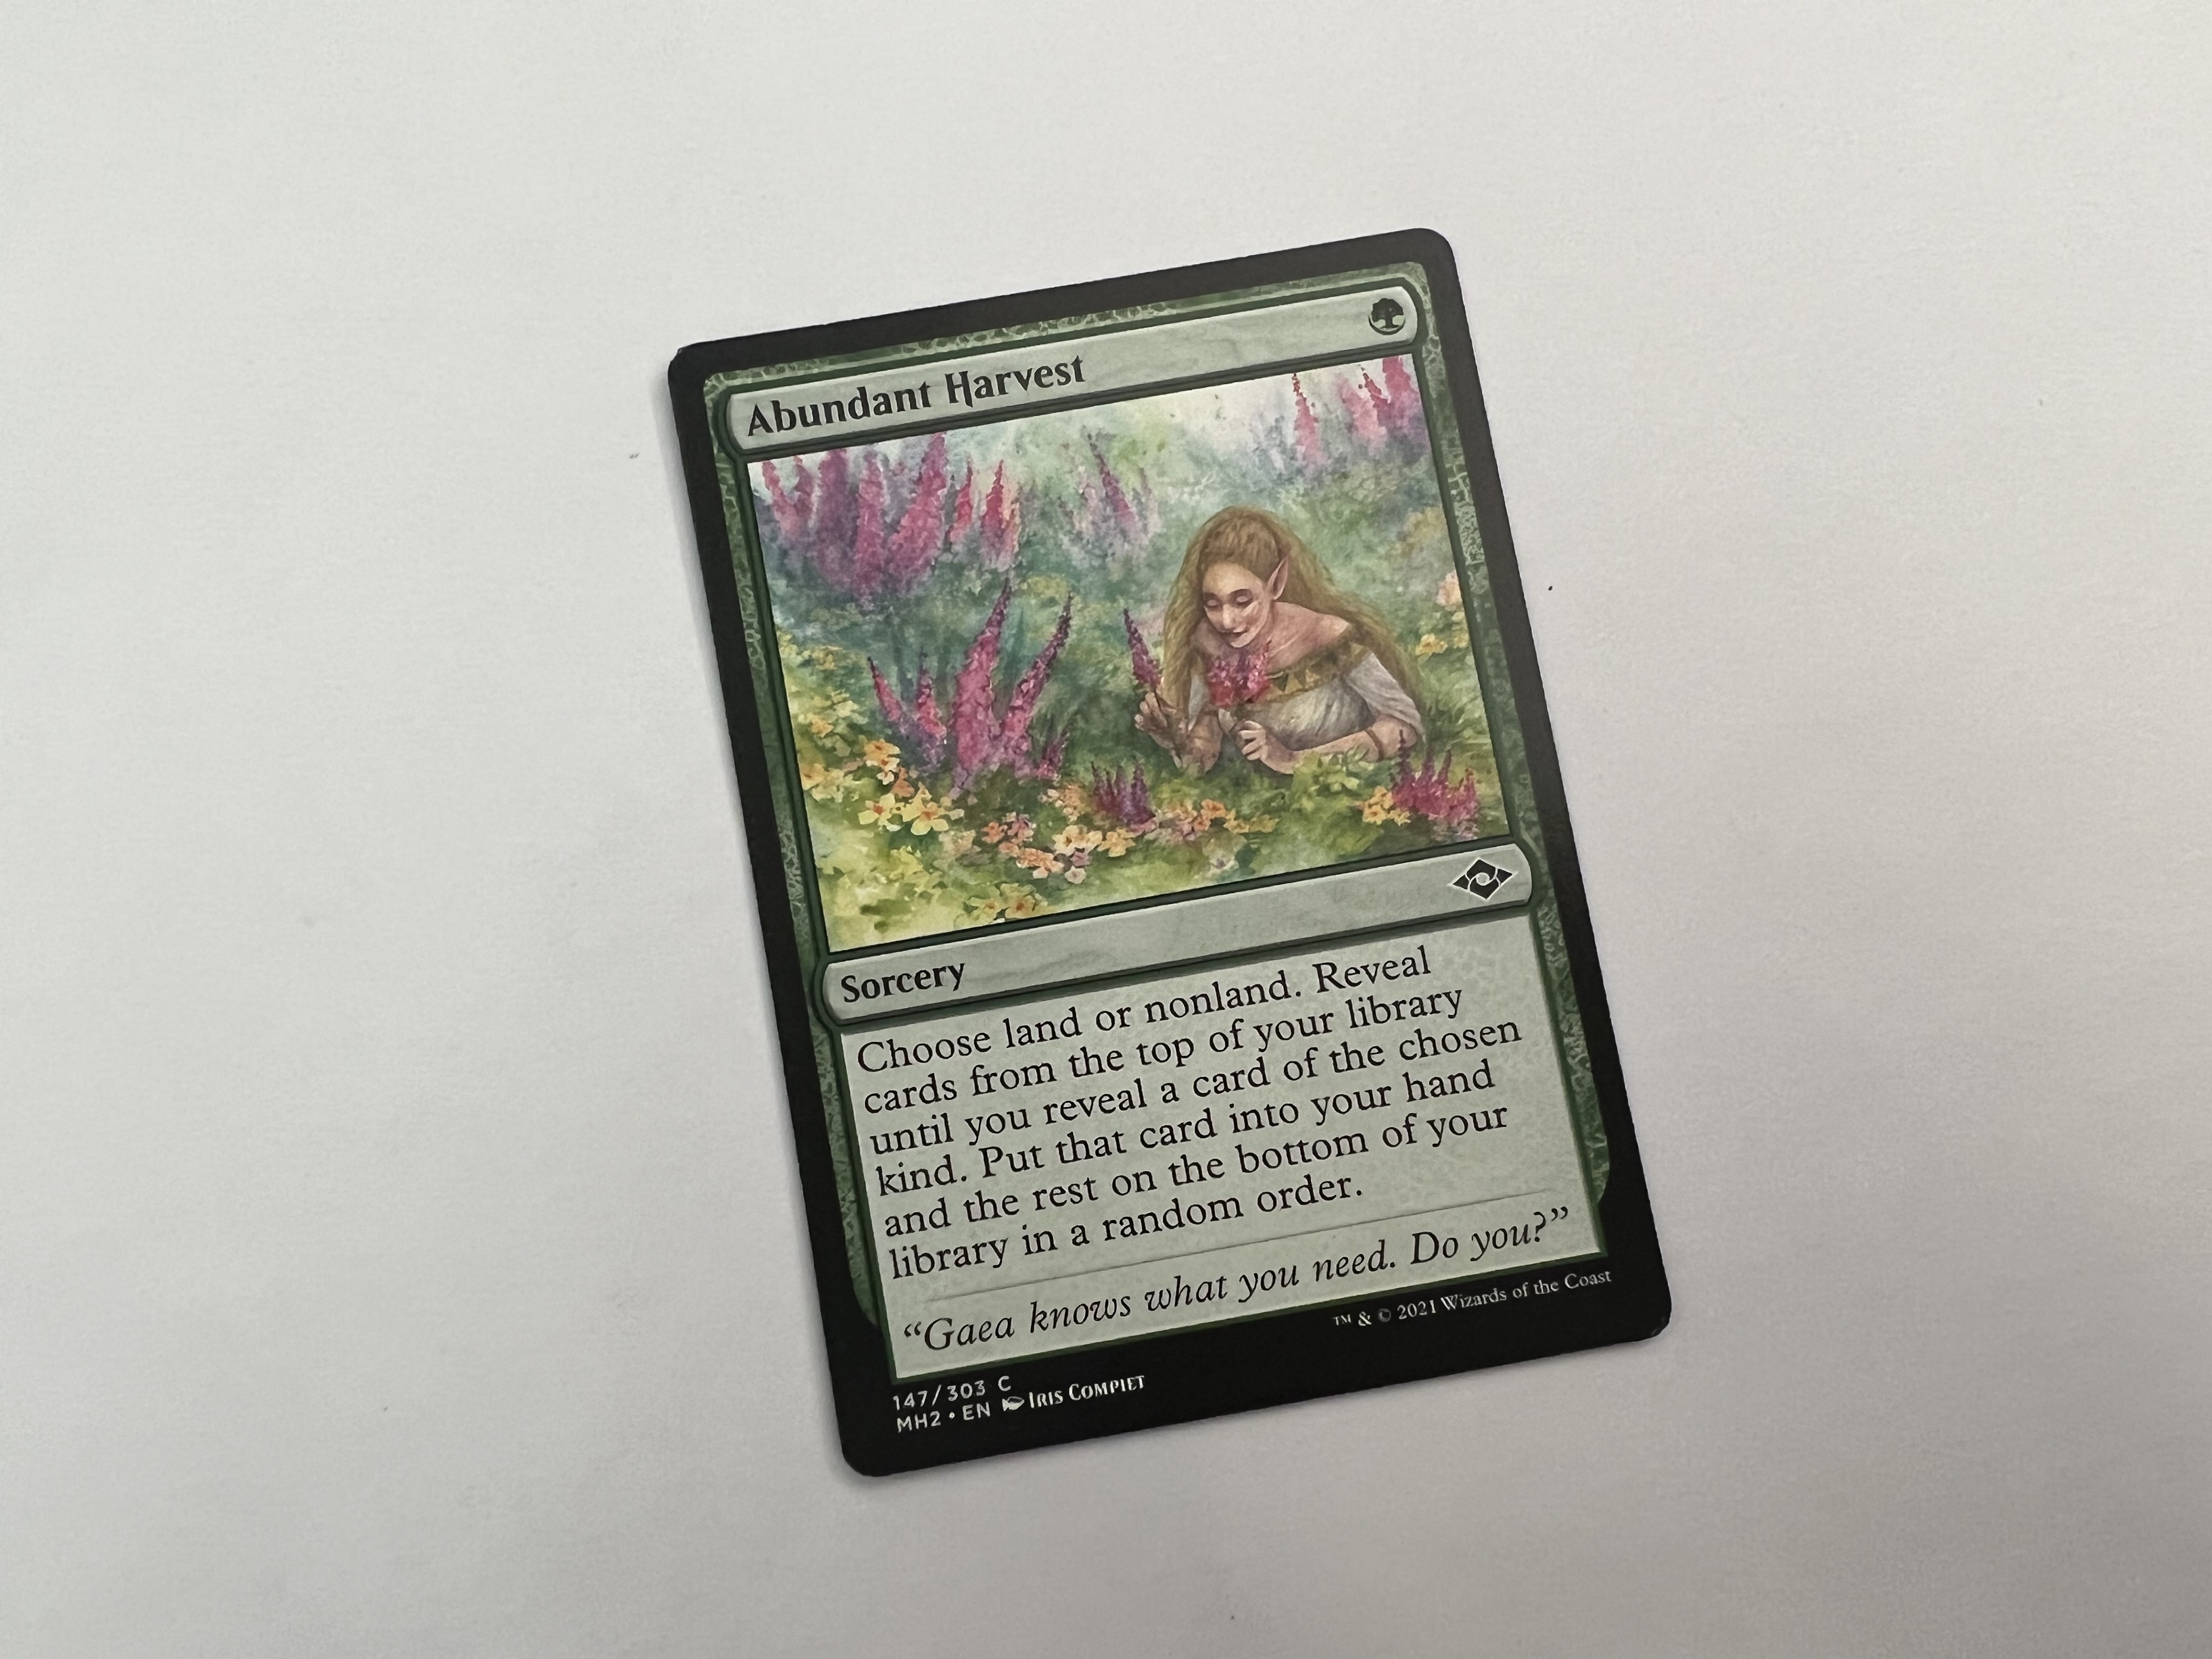 Abundant Harvest
Sorcery
Choose land or nonland. Reveal
cards from the top of your library
until you reveal a card of the chosen
kind. Put that card into your hand
and the rest on the bottom of your
library in a random order.
“Gaea knows what you need. Do you?”
147/303 C
MH2 • EN IRIS COMPIET
™ & © 2021 Wizards of the Coast